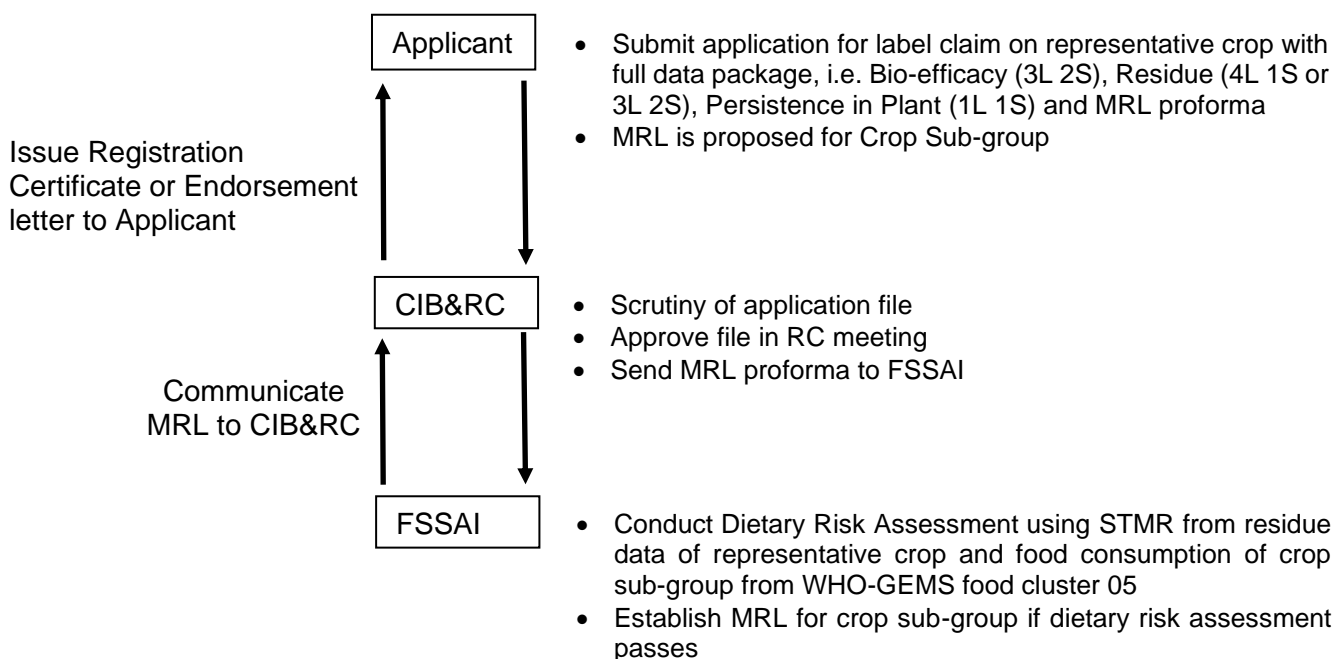 Applicant
• Submit application for label claim on representative crop with
full data package, i.e. Bio-efficacy (3L 2S), Residue (4L 1S or
3L 2S), Persistence in Plant (1L 1S) and MRL proforma
• MRL is proposed for Crop Sub-group
Issue Registration
Certificate or Endorsement
letter to Applicant
CIB&RC
• Scrutiny of application file
• Approve file in RC meeting
• Send MRL proforma to FSSAI
Communicate
MRL to CIB&RC
FSSAI
• Conduct Dietary Risk Assessment using STMR from residue
data of representative crop and food consumption of crop
sub-group from WHO-GEMS food cluster 05
• Establish MRL for crop sub-group if dietary risk assessment
passes